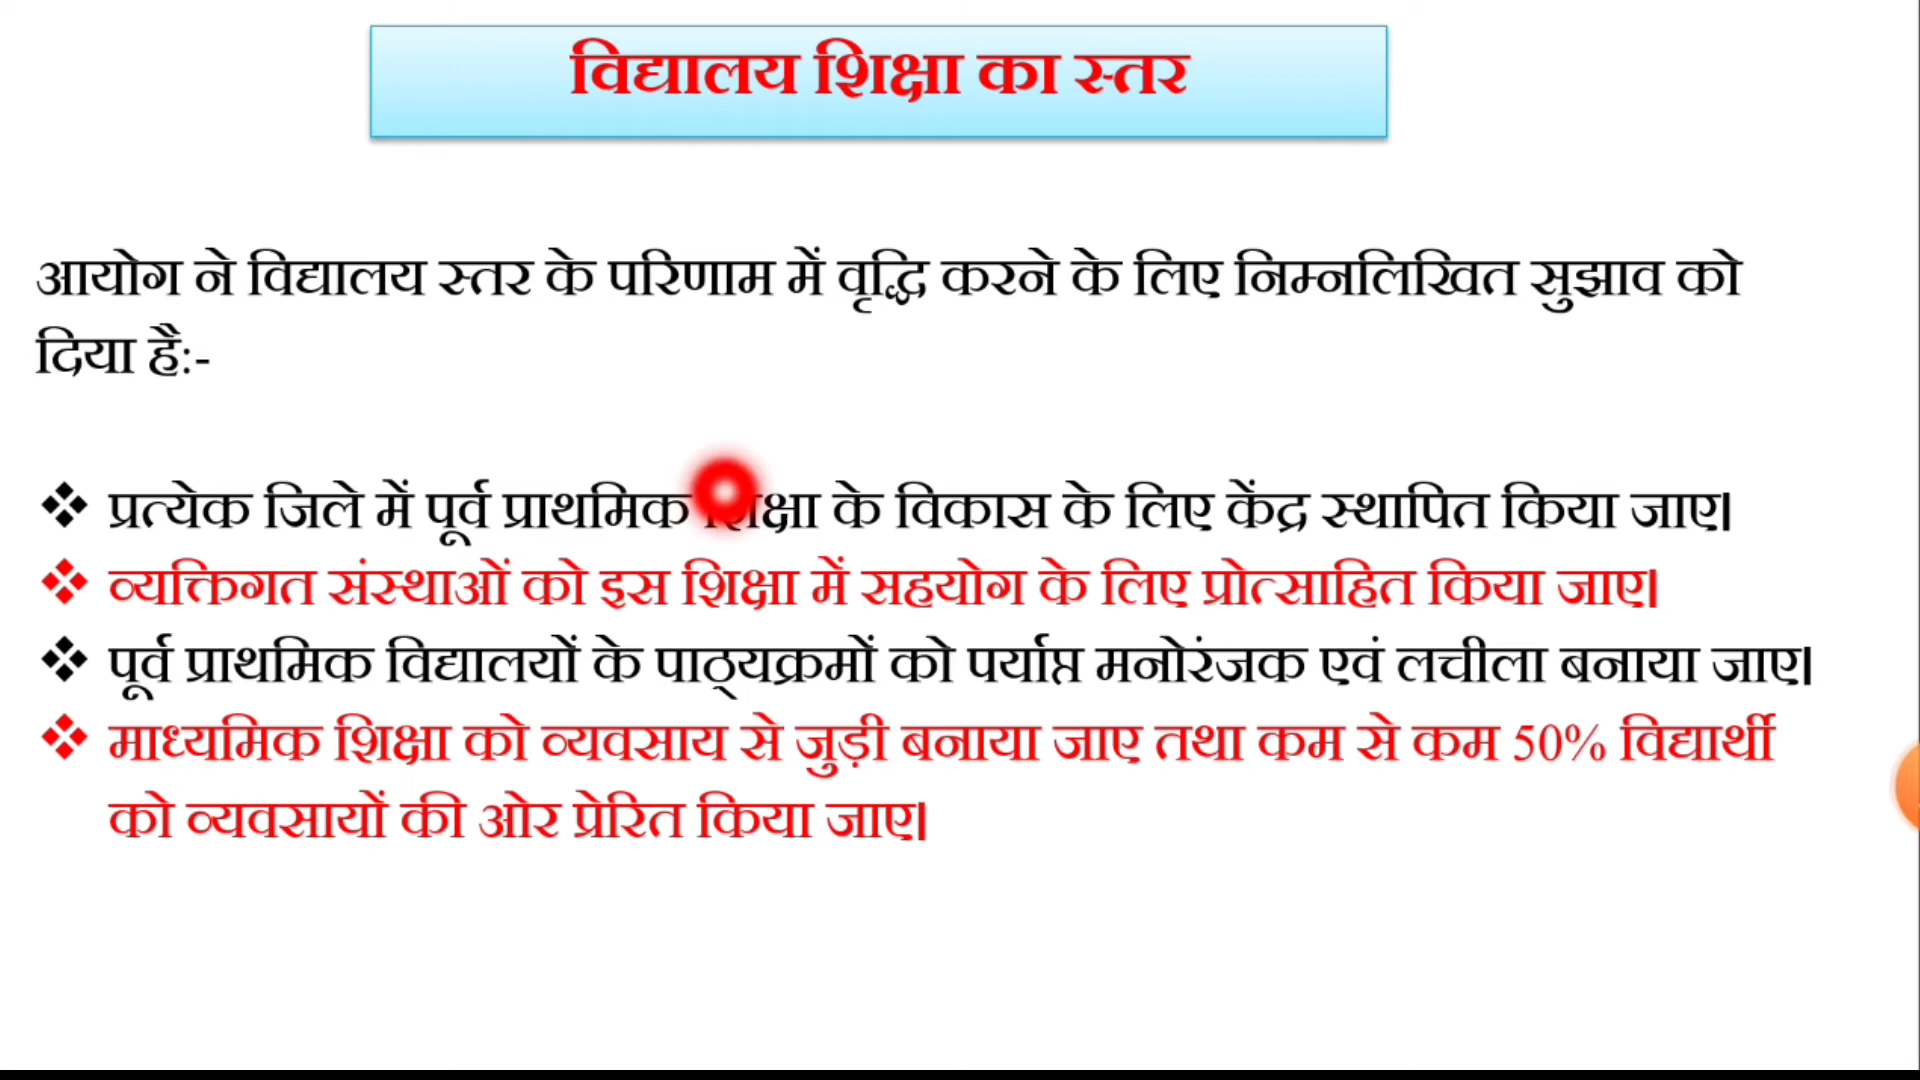 विद्यालय शिक्षा का स्तर
आयोग ने विद्यालय स्तर के परिणाम में वृद्धि करने के लिए निम्नलिखित सुझाव को
दिया है:-
❖ प्रत्येक जिले में पूर्व प्राथमिक शिक्षा के विकास के लिए केंद्र स्थापित किया जाए।
❖ व्यक्तिगत संस्थाओं को इस शिक्षा में सहयोग के लिए प्रोत्साहित किया जाए।
❖ पूर्व प्राथमिक विद्यालयों के पाठ्यक्रमों को पर्याप्त मनोरंजक एवं लचीला बनाया जाए।
❖ माध्यमिक शिक्षा को व्यवसाय से जुड़ी बनाया जाए तथा कम से कम 50% विद्यार्थी
को व्यवसायों की ओर प्रेरित किया जाए।